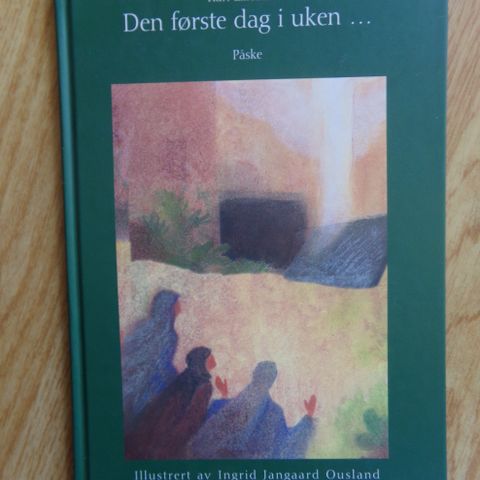 Den første dag i uken ...
Påske
Illustrert av Ingrid Jangaard Ousland